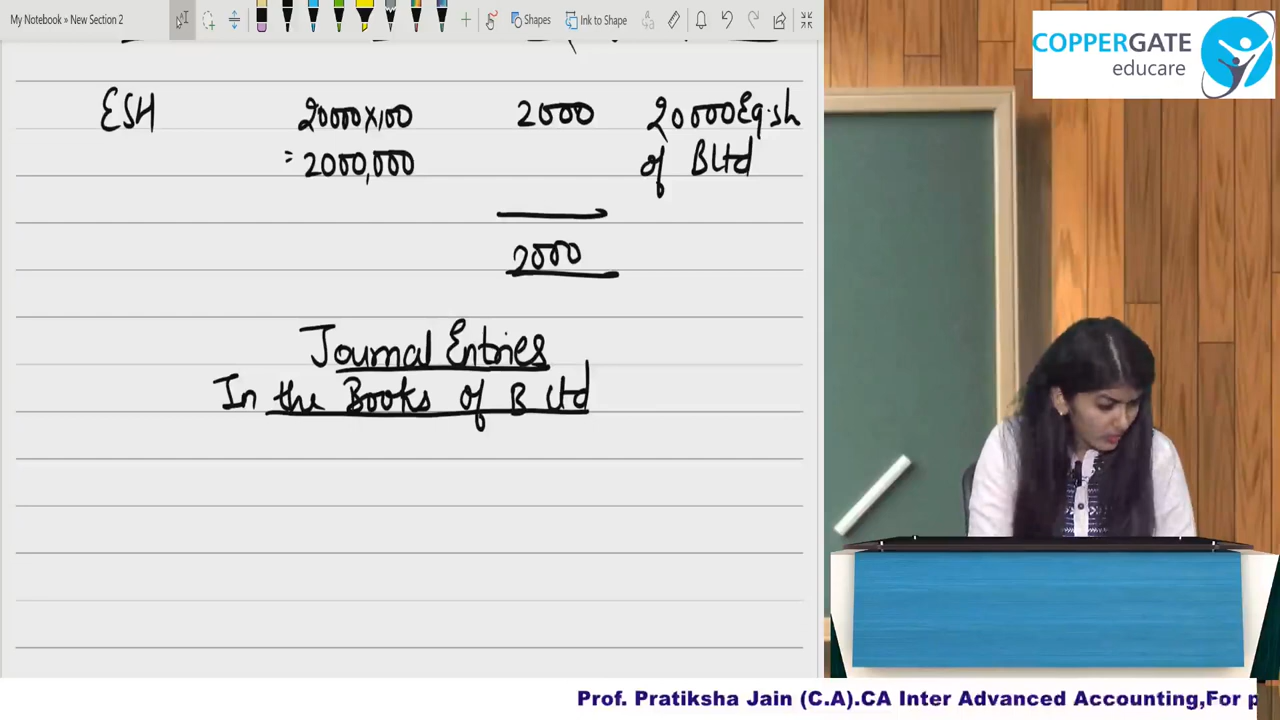 My Notebook » New Section 2
Shapes
Ink to Shape
COPPERGATE
educare
ESH 20000x100 2000 20000 Eq.sh
= 2000,000 of B Ltd
2000
Journal Entries
In the Books of B Ltd
Prof. Pratiksha Jain (C.A).CA Inter Advanced Accounting,For p